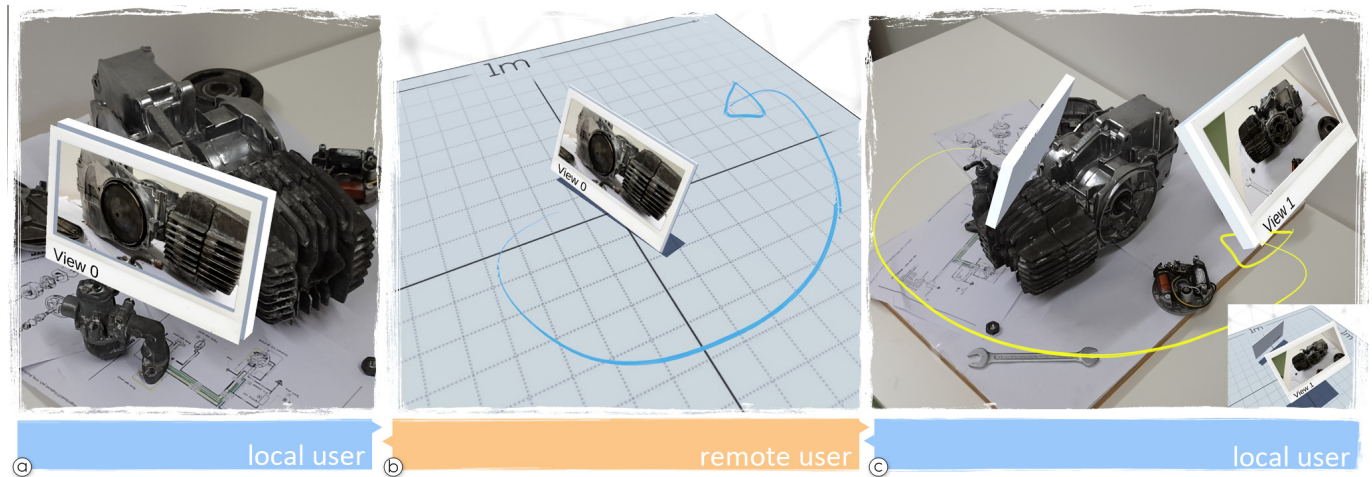 View 0
1m
View 0
View 1
1m
View 1
a
local user
b
remote user
c
local user